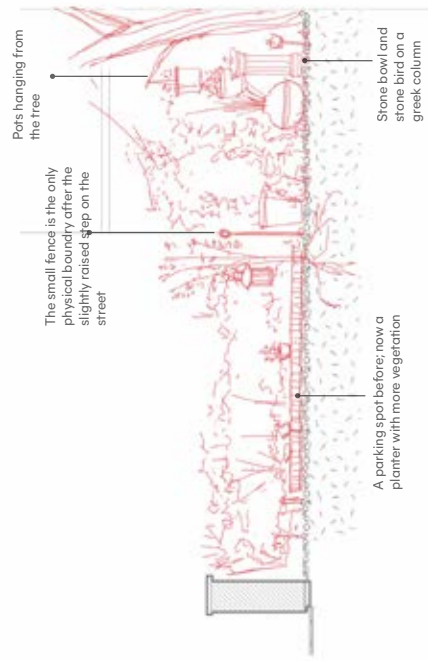 Pots hanging from
the tree
The small fence is the only
physical boundry after the
slightly raised step on the
street
Stone bowl and
stone bird on a
greek column
A parking spot before; now a
planter with more vegetation